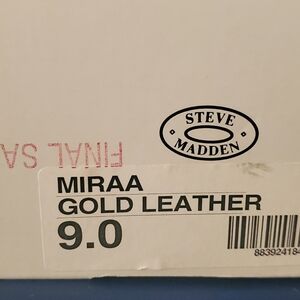 STEVE
MADDEN
FINAL SA
MIRAA
GOLD LEATHER
9.0
88392418